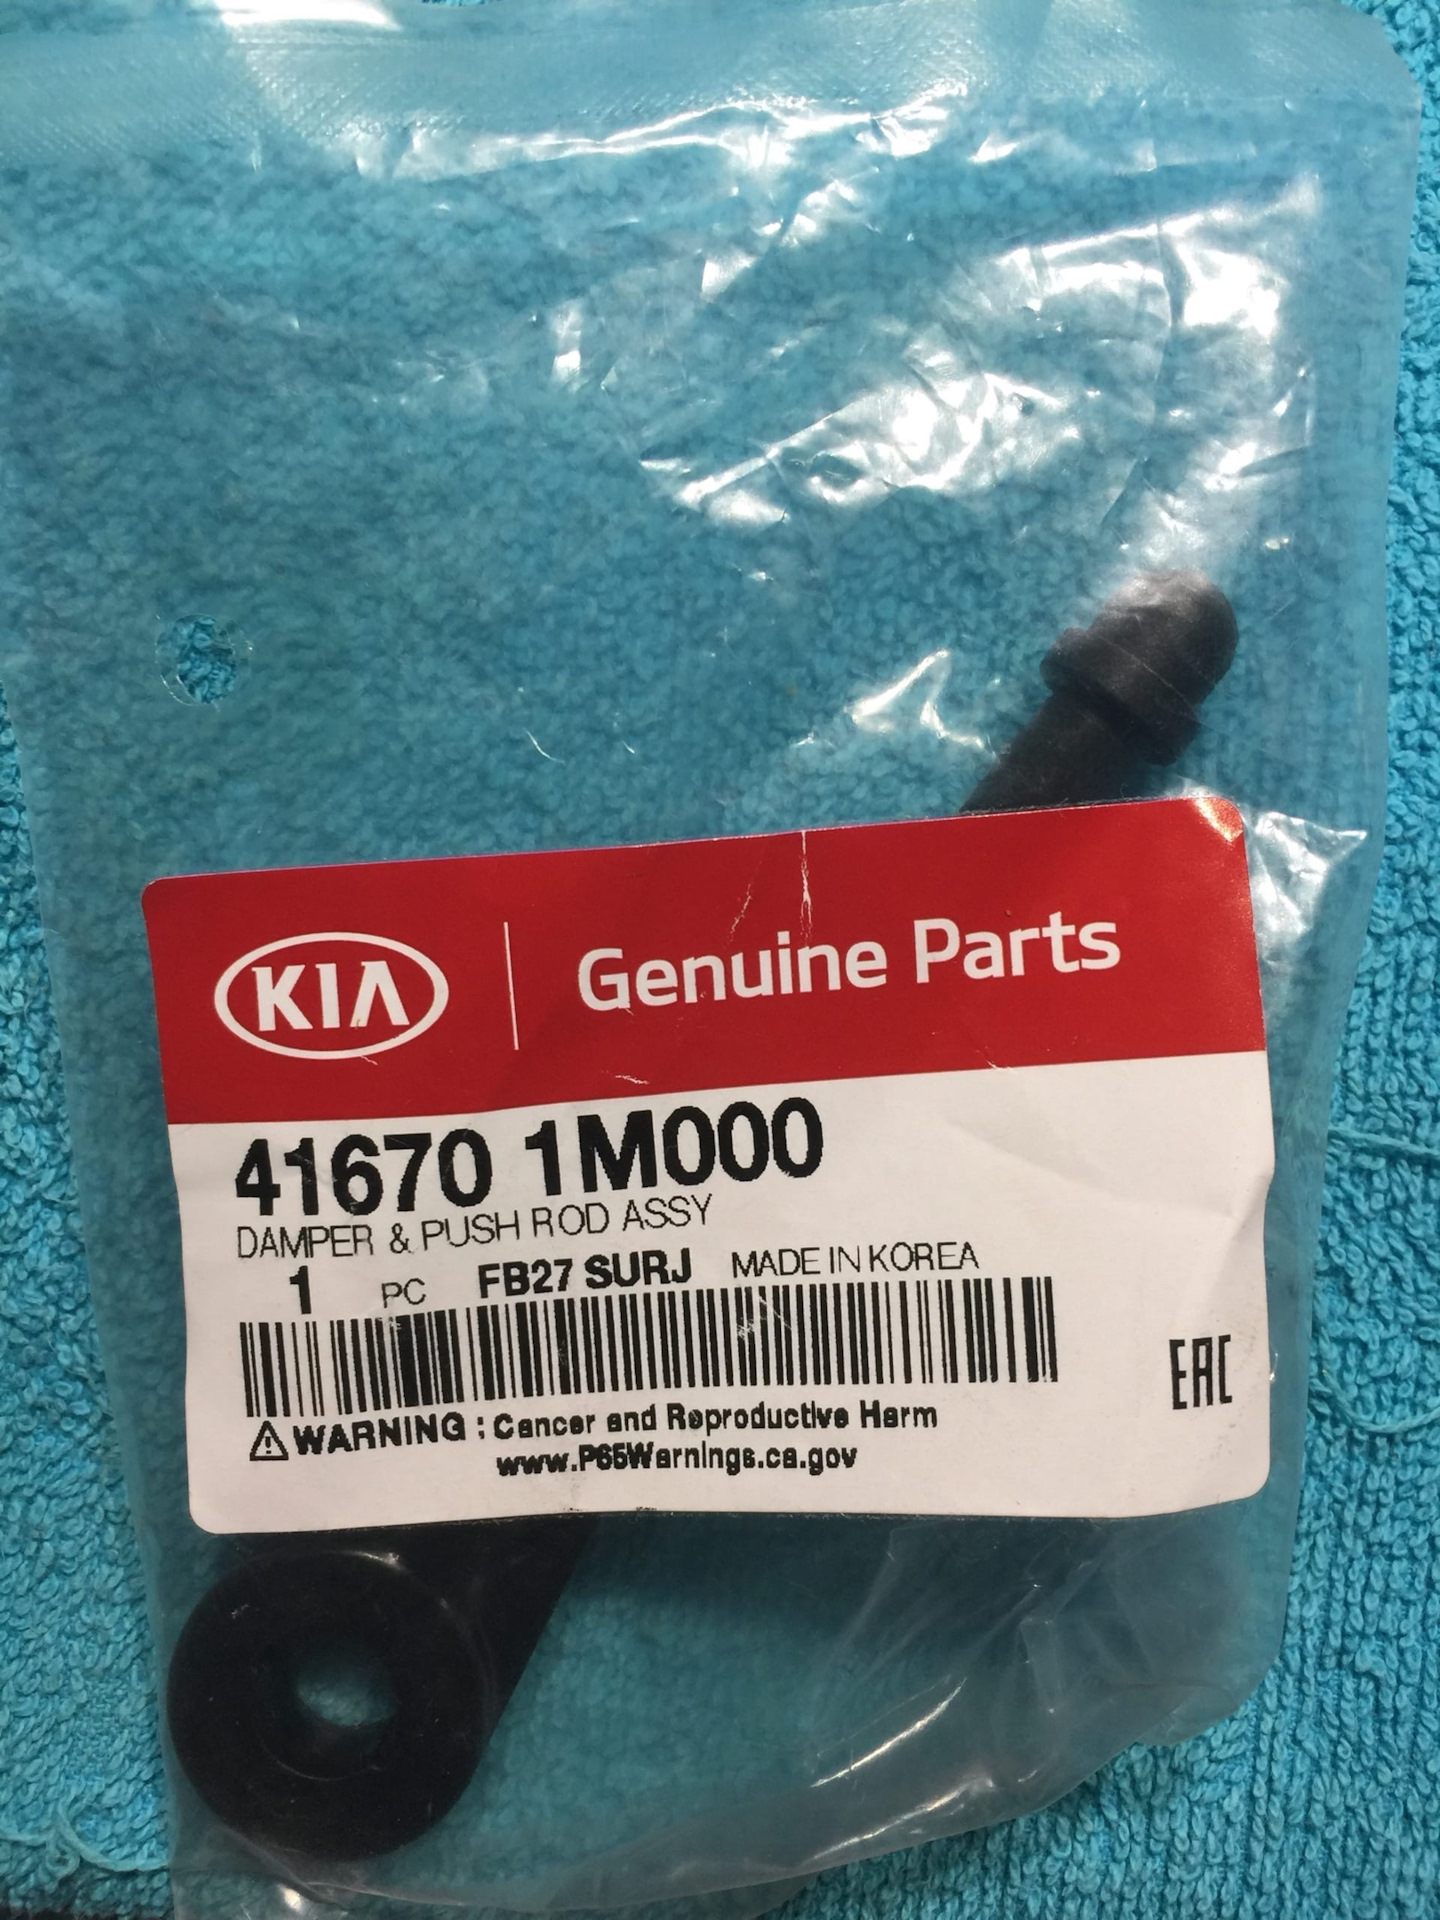 KIA Genuine Parts
41670 1M000
DAMPER & PUSH ROD ASSY
1 PC FB27 SURJ MADE IN KOREA
EAC
⚠WARNING : Cancer and Reproductive Harm
www.P65Warnings.ca.gov